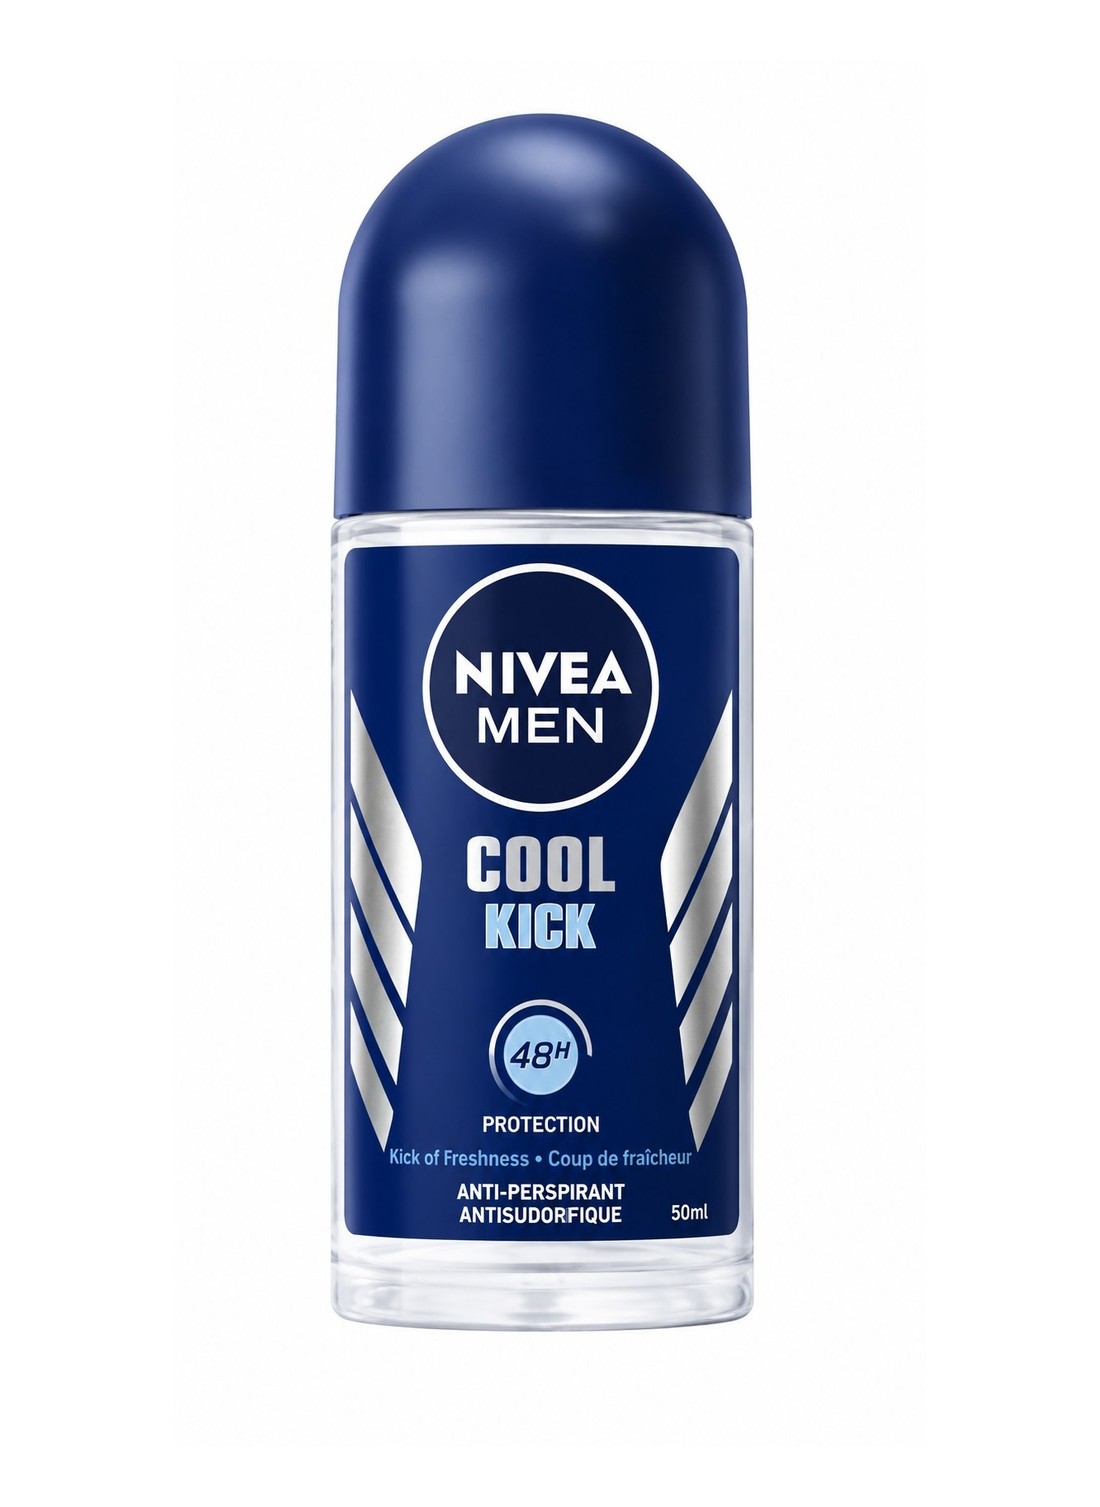 NIVEA
MEN
COOL
KICK
48H
PROTECTION
Kick of Freshness • Coup de fraîcheur
ANTI-PERSPIRANT
ANTISUDORFIQUE
50ml